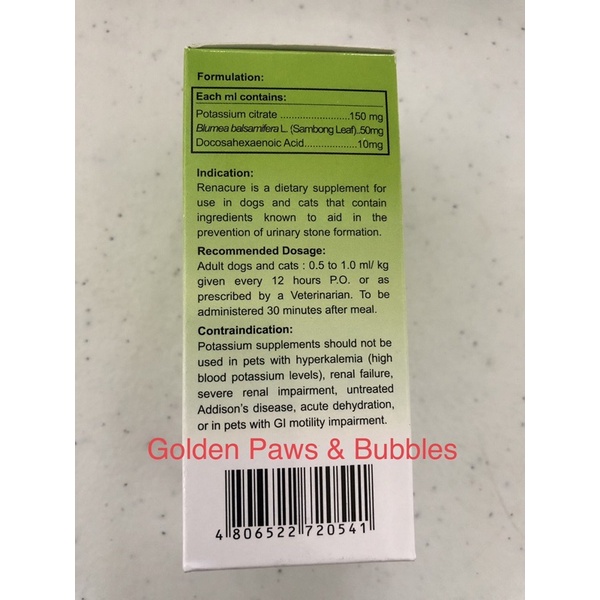 Formulation:
Each ml contains:
Potassium citrate .........................150 mg
Blumea balsamifera L. (Sambong Leaf)..50mg
Docosahexaenoic Acid...................10mg
Indication:
Renacure is a dietary supplement for
use in dogs and cats that contain
ingredients known to aid in the
prevention of urinary stone formation.
Recommended Dosage:
Adult dogs and cats : 0.5 to 1.0 ml/ kg
given every 12 hours P.O. or as
prescribed by a Veterinarian. To be
administered 30 minutes after meal.
Contraindication:
Potassium supplements should not be
used in pets with hyperkalemia (high
blood potassium levels), renal failure,
severe renal impairment, untreated
Addison's disease, acute dehydration,
or in pets with GI motility impairment.
Golden Paws & Bubbles
4 806522 720541